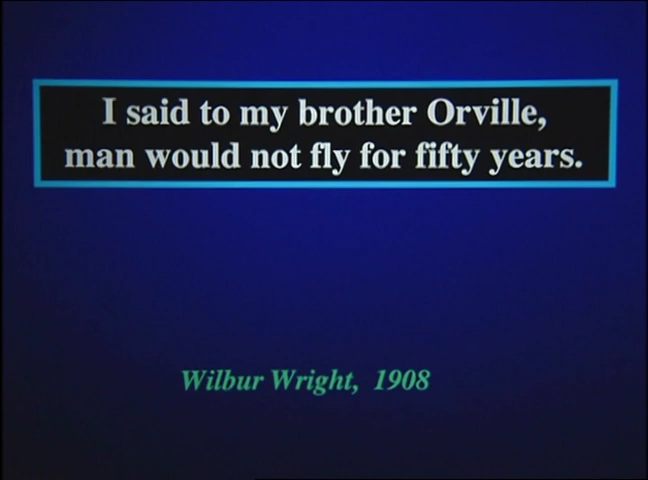 I said to my brother Orville,
man would not fly for fifty years.
Wilbur Wright, 1908